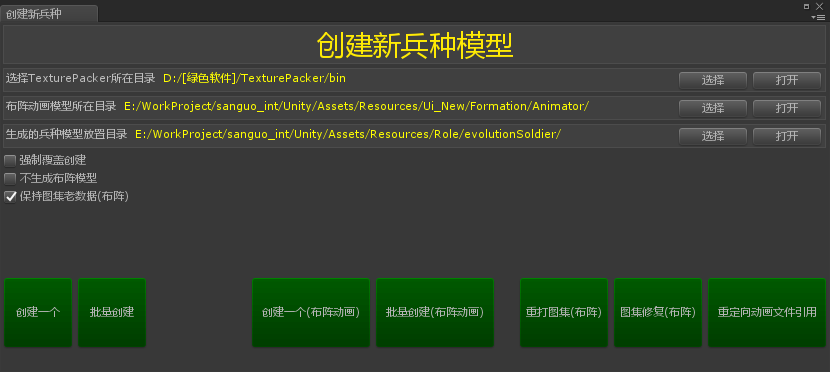 创建新兵种
创建新兵种模型
选择TexturePacker所在目录 D:/[绿色软件]/TexturePacker/bin 选择 打开
布阵动画模型所在目录 E:/WorkProject/sanguo_int/Unity/Assets/Resources/Ui_New/Formation/Animator/ 选择 打开
生成的兵种模型放置目录 E:/WorkProject/sanguo_int/Unity/Assets/Resources/Role/evolutionSoldier/ 选择 打开
强制覆盖创建
不生成布阵模型
保持图集老数据(布阵)
创建一个 批量创建 创建一个(布阵动画) 批量创建(布阵动画) 重打图集(布阵) 图集修复(布阵) 重定向动画文件引用